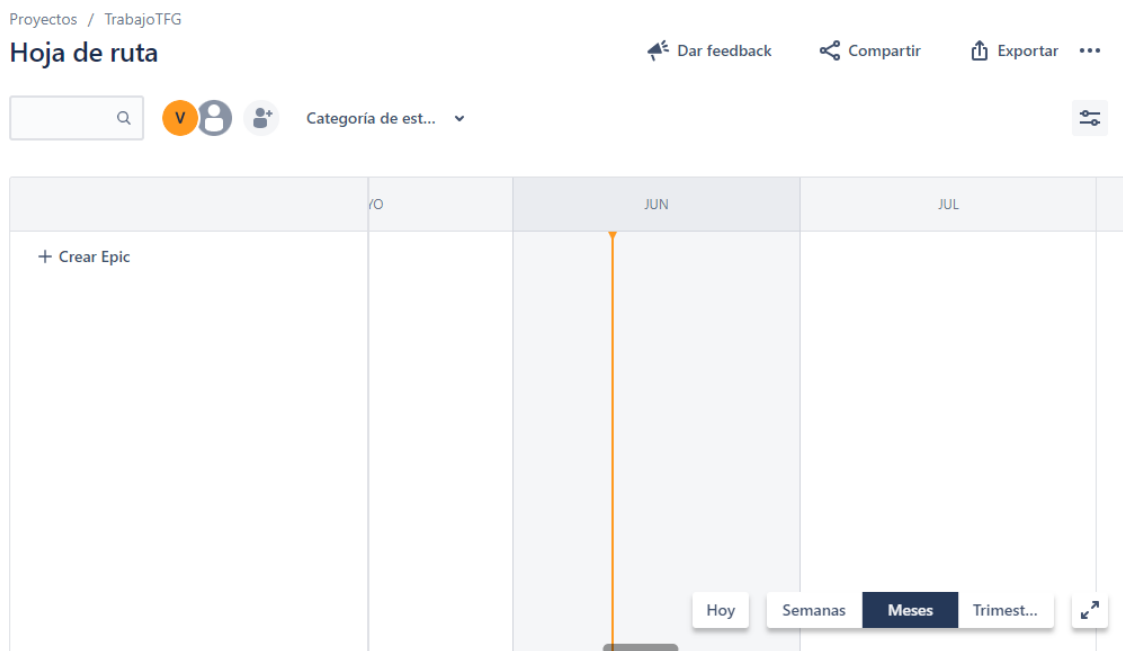 Proyectos / TrabajoTFG
Hoja de ruta
Dar feedback Compartir Exportar
V Categoría de est...
YO JUN JUL
+ Crear Epic
Hoy Semanas Meses Trimest...